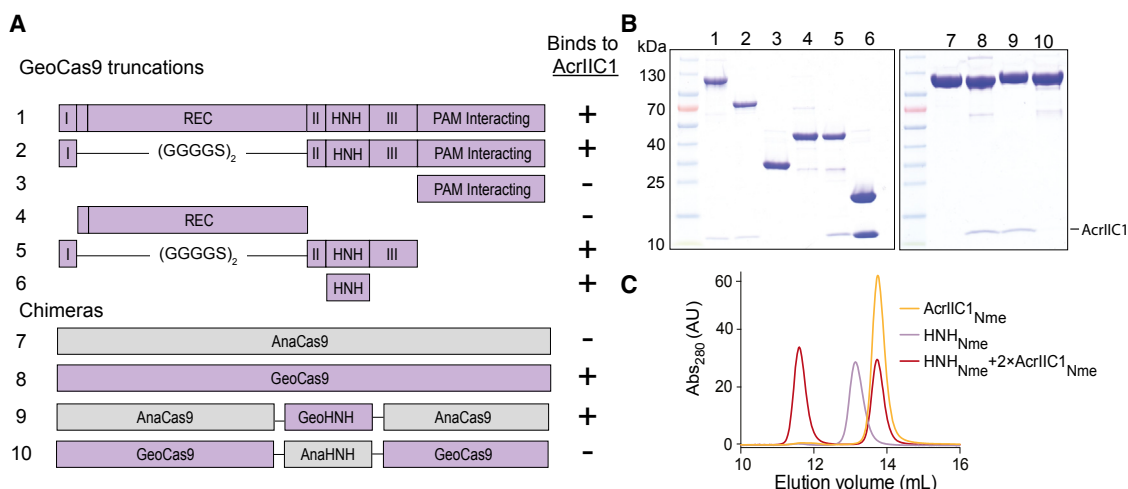 A
GeoCas9 truncations
Binds to
AcrIIC1
1 I REC II HNH III PAM Interacting +
2 I (GGGGS)2 II HNH III PAM Interacting +
3 PAM Interacting -
4 REC -
5 I (GGGGS)2 II HNH III +
6 HNH +
Chimeras
7 AnaCas9 -
8 GeoCas9 +
9 AnaCas9 GeoHNH AnaCas9 +
10 GeoCas9 AnaHNH GeoCas9 -
B
kDa 1 2 3 4 5 6 7 8 9 10
130
70
40
25
10
AcrIIC1
C
Abs280 (AU)
60
40
20
0
10 12 14 16
Elution volume (mL)
AcrIIC1Nme
HNHNme
HNHNme+2×AcrIIC1Nme